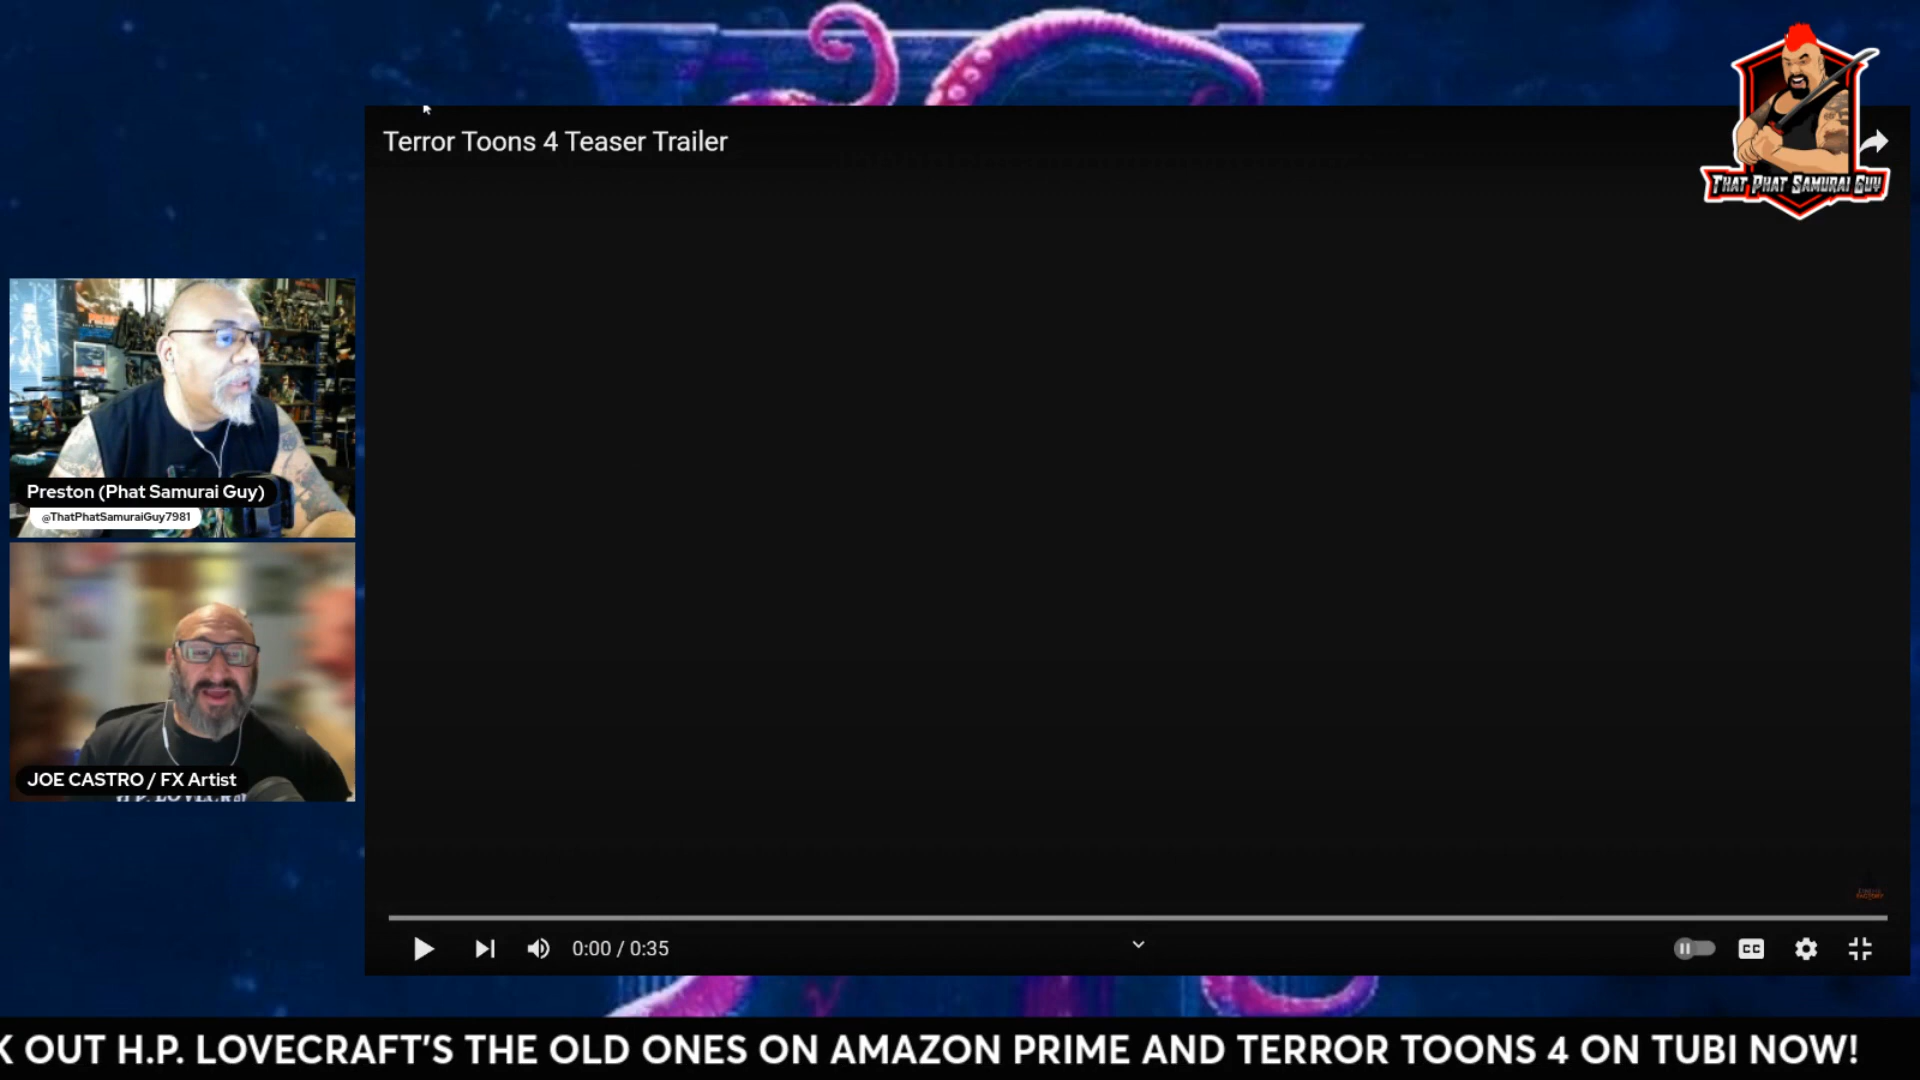 Terror Toons 4 Teaser Trailer
THAT PHAT SAMURAI GUY
Preston (Phat Samurai Guy)
@ThatPhatSamuraiGuy7981
JOE CASTRO / FX Artist
0:00 / 0:35
CC
K OUT H.P. LOVECRAFT'S THE OLD ONES ON AMAZON PRIME AND TERROR TOONS 4 ON TUBI NOW!